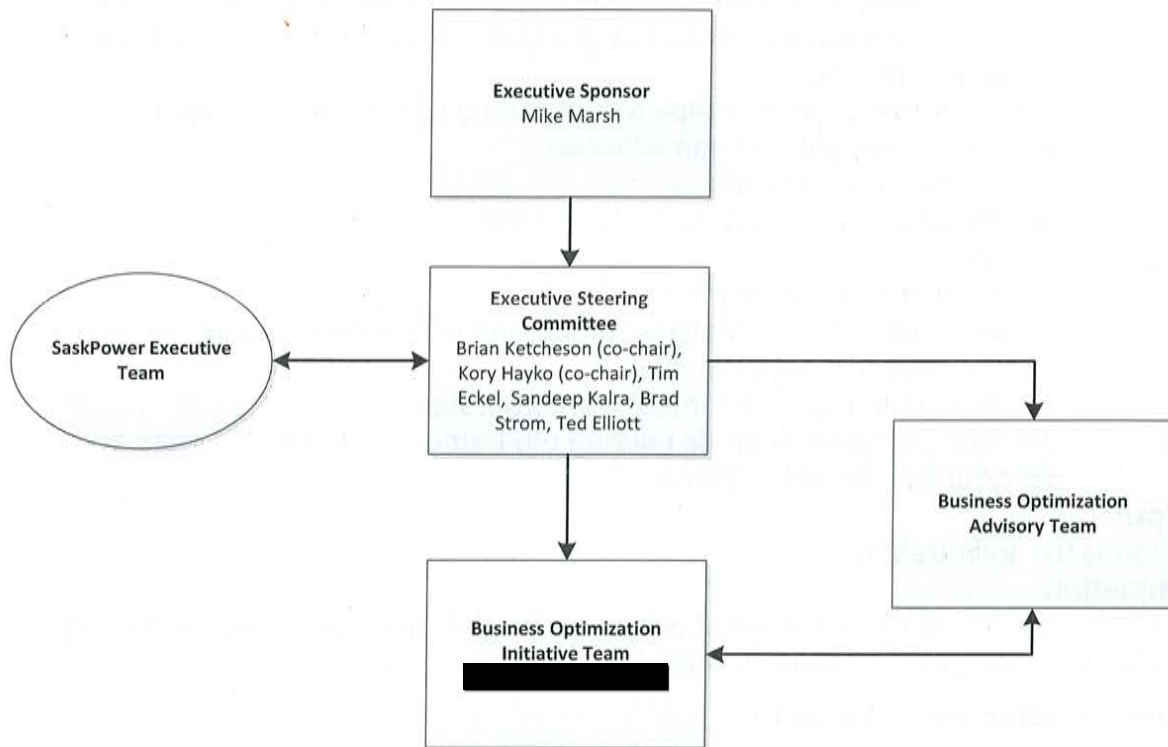 Executive Sponsor
Mike Marsh
Executive Steering
Committee
Brian Ketcheson (co-chair),
Kory Hayko (co-chair), Tim
Eckel, Sandeep Kalra, Brad
Strom, Ted Elliott
SaskPower Executive
Team
Business Optimization
Advisory Team
Business Optimization
Initiative Team